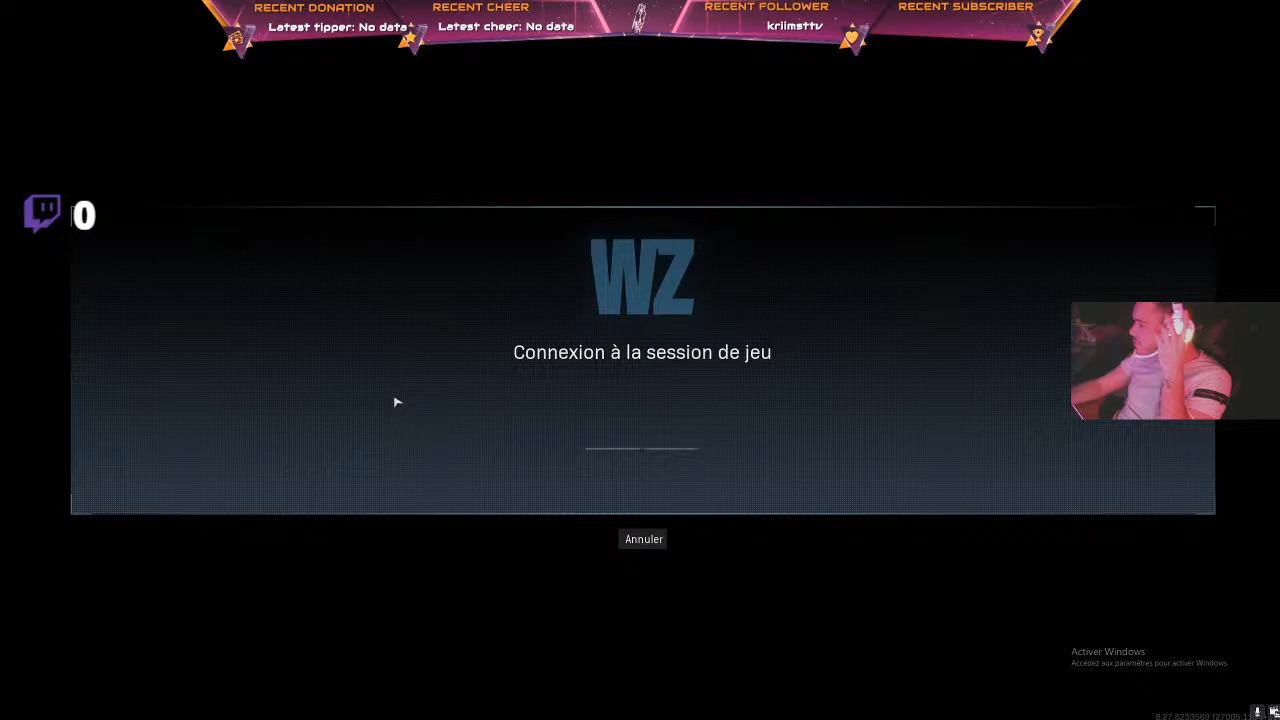 RECENT DONATION
Latest tipper: No data
RECENT CHEER
Latest cheer: No data
RECENT FOLLOWER
kriimsttv
RECENT SUBSCRIBER
0
WZ
Connexion à la session de jeu
Annuler
Activer Windows
Accédez aux paramètres pour activer Windows.